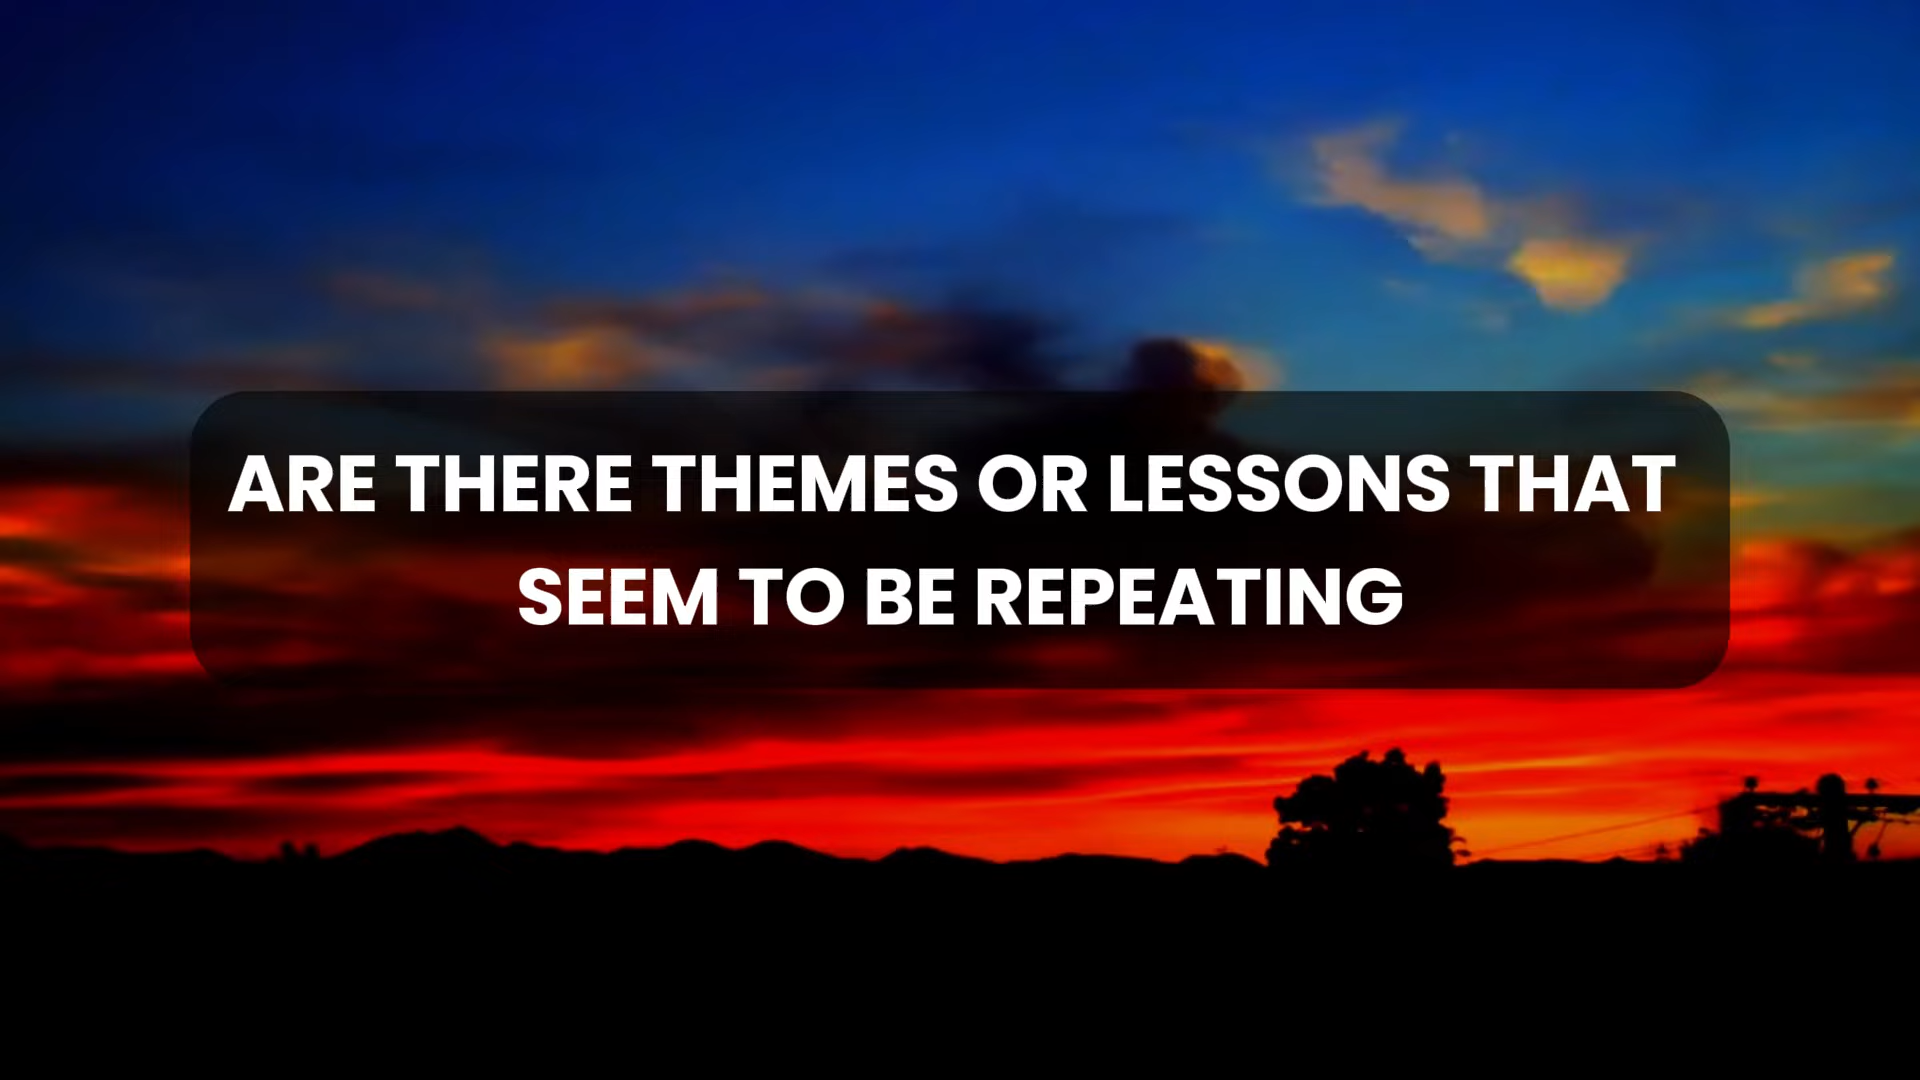 ARE THERE THEMES OR LESSONS THAT
SEEM TO BE REPEATING